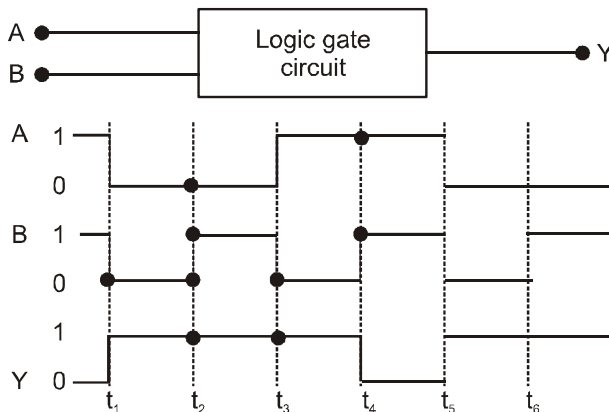 A
B
Logic gate
circuit
Y
A 1
0
B 1
0
1
Y 0
t₁ t₂ t₃ t₄ t₅ t₆